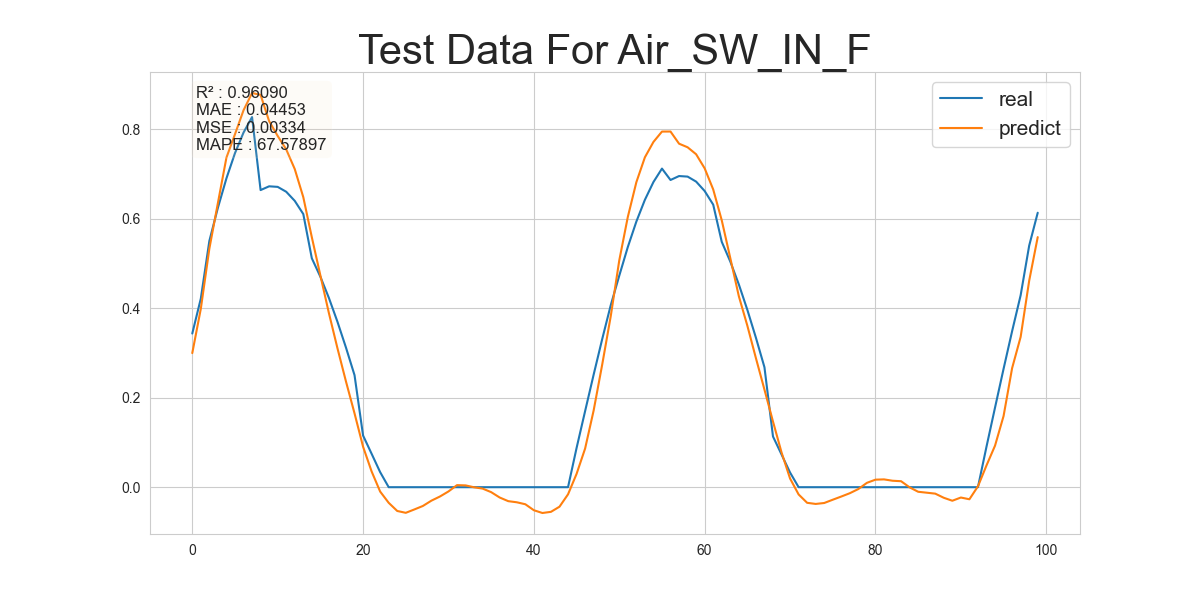 Test Data For Air_SW_IN_F
R² : 0.96090
MAE : 0.04453
MSE : 0.00334
MAPE : 67.57897
real
predict
0.8
0.6
0.4
0.2
0.0
0 20 40 60 80 100